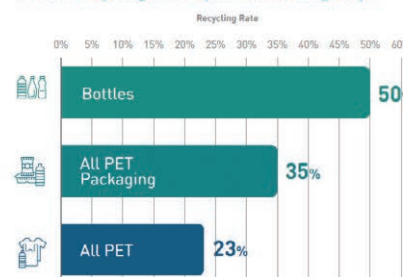 Recycling Rate
0% 5% 10% 15% 20% 25% 30% 35% 40% 45% 50%
Bottles 50
All PET
Packaging
35%
All PET 23%